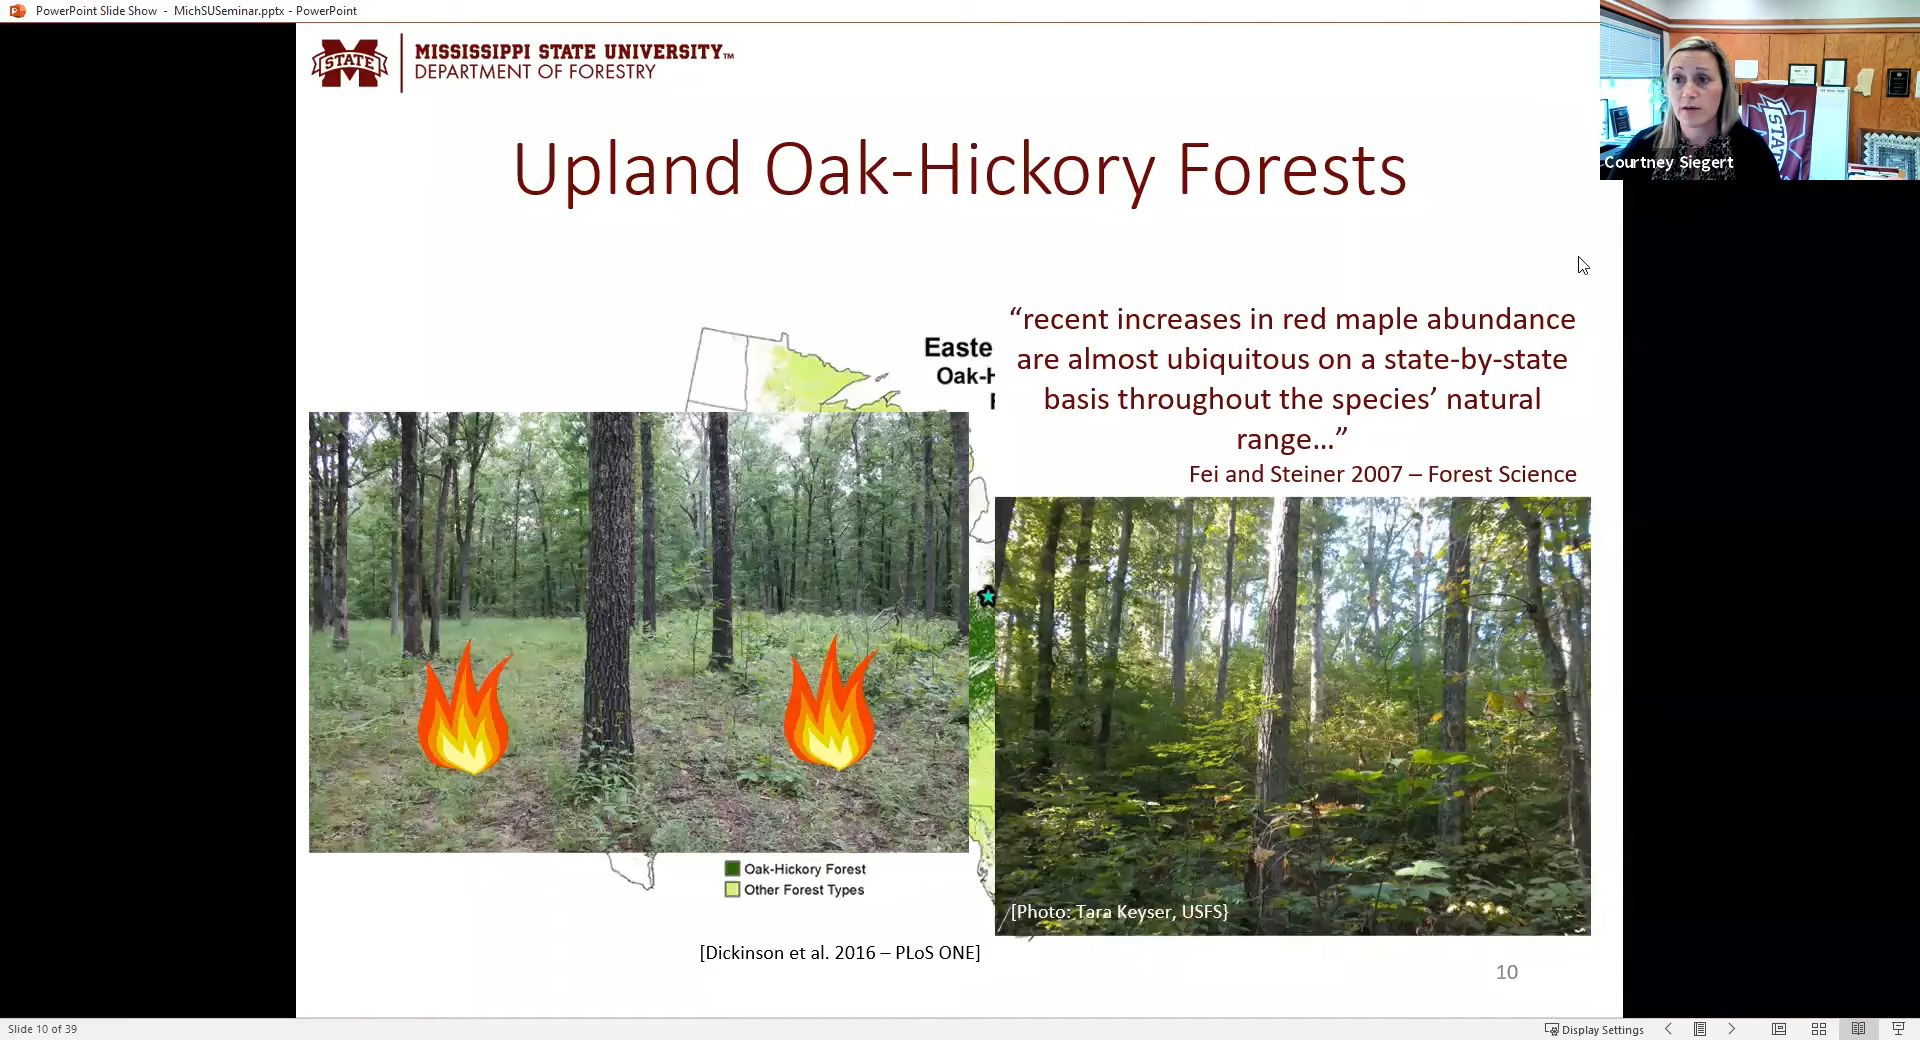 PowerPoint Slide Show - MichSUSeminar.pptx - PowerPoint
STATE
MISSISSIPPI STATE UNIVERSITY™
DEPARTMENT OF FORESTRY
STATE
Courtney Siegert
Upland Oak-Hickory Forests
“recent increases in red maple abundance
are almost ubiquitous on a state-by-state
basis throughout the species’ natural
range…”
Fei and Steiner 2007 – Forest Science
Easte
Oak-H
Oak-Hickory Forest
Other Forest Types
[Photo: Tara Keyser, USFS}
[Dickinson et al. 2016 – PLoS ONE]
10
Slide 10 of 39
Display Settings